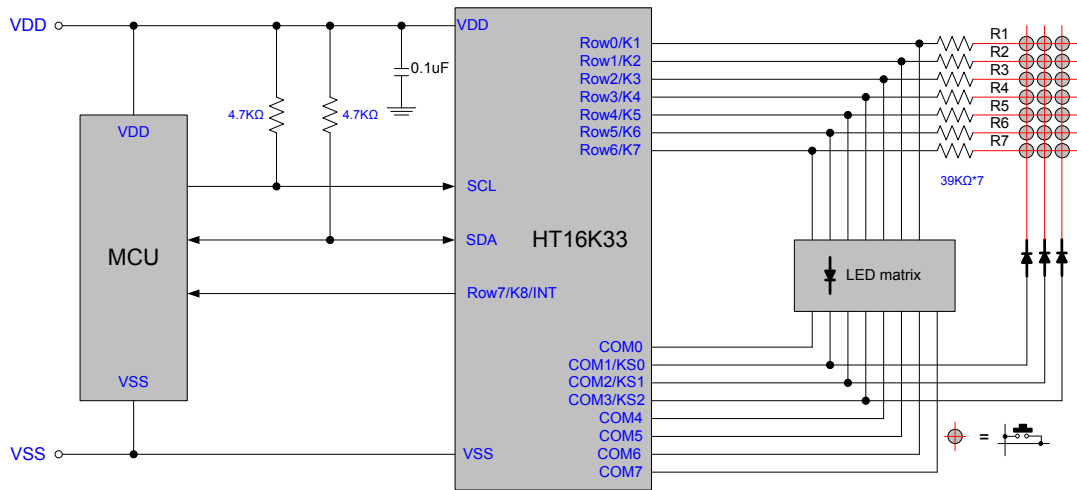 VDD
VDD
Row0/K1
R1
Row1/K2
R2
Row2/K3
R3
0.1uF
Row3/K4
R4
4.7KΩ
4.7KΩ
Row4/K5
R5
VDD
Row5/K6
R6
Row6/K7
R7
SCL
39KΩ*7
SDA
HT16K33
MCU
LED matrix
Row7/K8/INT
COM0
COM1/KS0
VSS
COM2/KS1
COM3/KS2
COM4
COM5
=
VSS
VSS
COM6
COM7